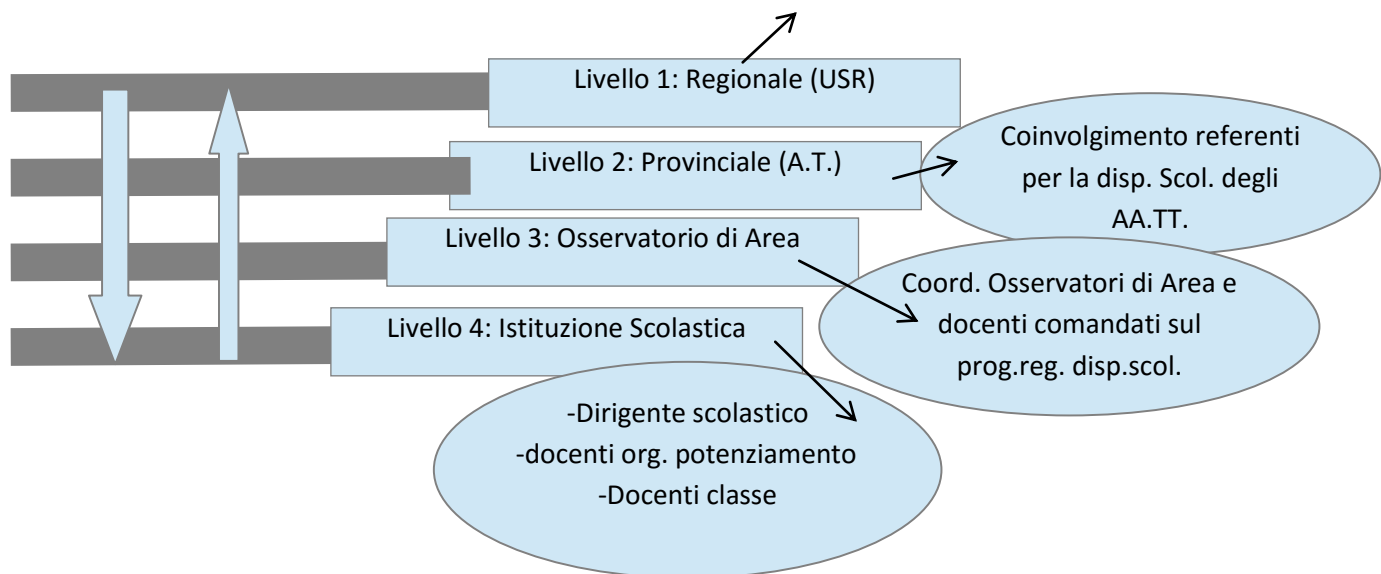 Livello 1: Regionale (USR)
Livello 2: Provinciale (A.T.)
Coinvolgimento referenti
per la disp. Scol. degli
AA.TT.
Livello 3: Osservatorio di Area
Coord. Osservatori di Area e
docenti comandati sul
prog.reg. disp.scol.
Livello 4: Istituzione Scolastica
-Dirigente scolastico
-docenti org. potenziamento
-Docenti classe